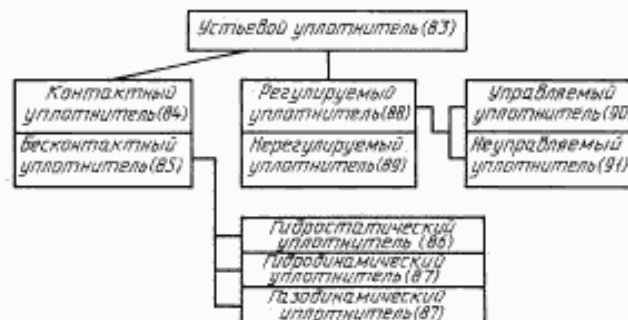 Устьевой уплотнитель(83)
Контактный
уплотнитель(84)
Бесконтактный
уплотнитель(85)
Регулируемый
уплотнитель(88)
Нерегулируемый
уплотнитель(89)
Управляемый
уплотнитель(90)
Неуправляемый
уплотнитель(91)
Гидростатический
уплотнитель (86)
Гидродинамический
уплотнитель(87)
Газодинамический
уплотнитель(87)